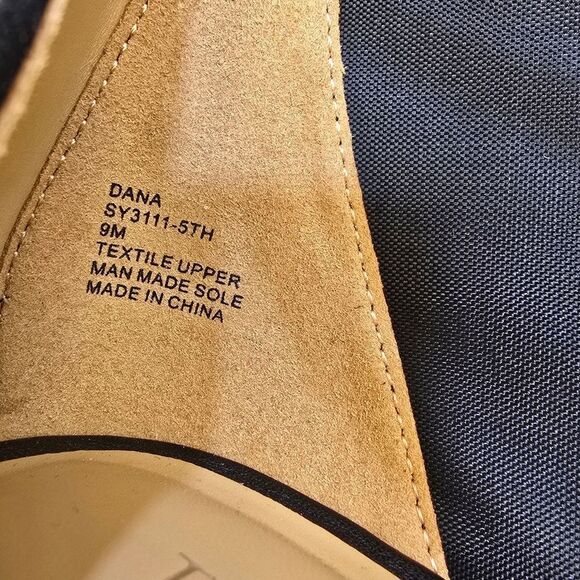 DANA
SY3111-5TH
9M
TEXTILE UPPER
MAN MADE SOLE
MADE IN CHINA